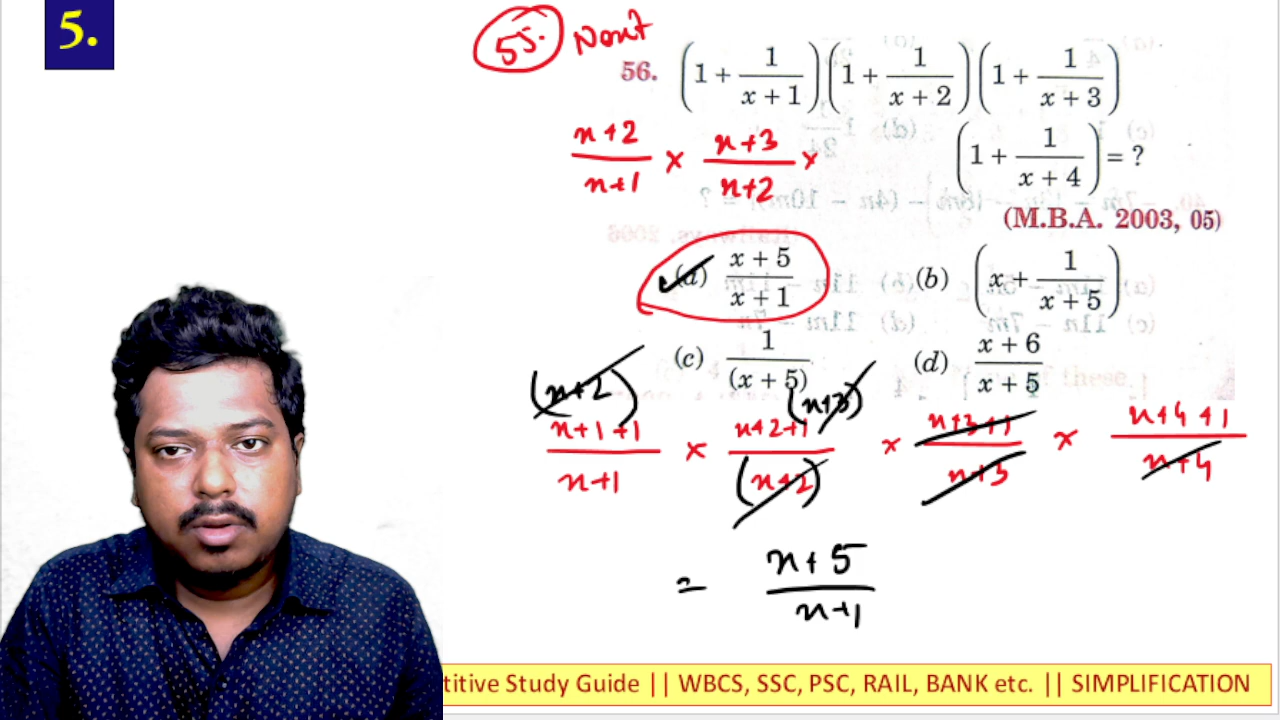 5.
55. Next
56. (1 + 1/(x + 1)) (1 + 1/(x + 2)) (1 + 1/(x + 3))
(1 + 1/(x + 4)) = ?
x+2/x+1 × x+3/x+2 ×
(M.B.A. 2003, 05)
(a) x + 5/x + 1 (b) (x + 1/(x + 5))
(c) 1/(x + 5) (d) x + 6/x + 5
(x+2) (x+3)
x+1+1/x+1 × x+2+1/(x+2) × x+3+1/x+3 × x+4+1/x+4
= x+5/x+1
titive Study Guide || WBCS, SSC, PSC, RAIL, BANK etc. || SIMPLIFICATION